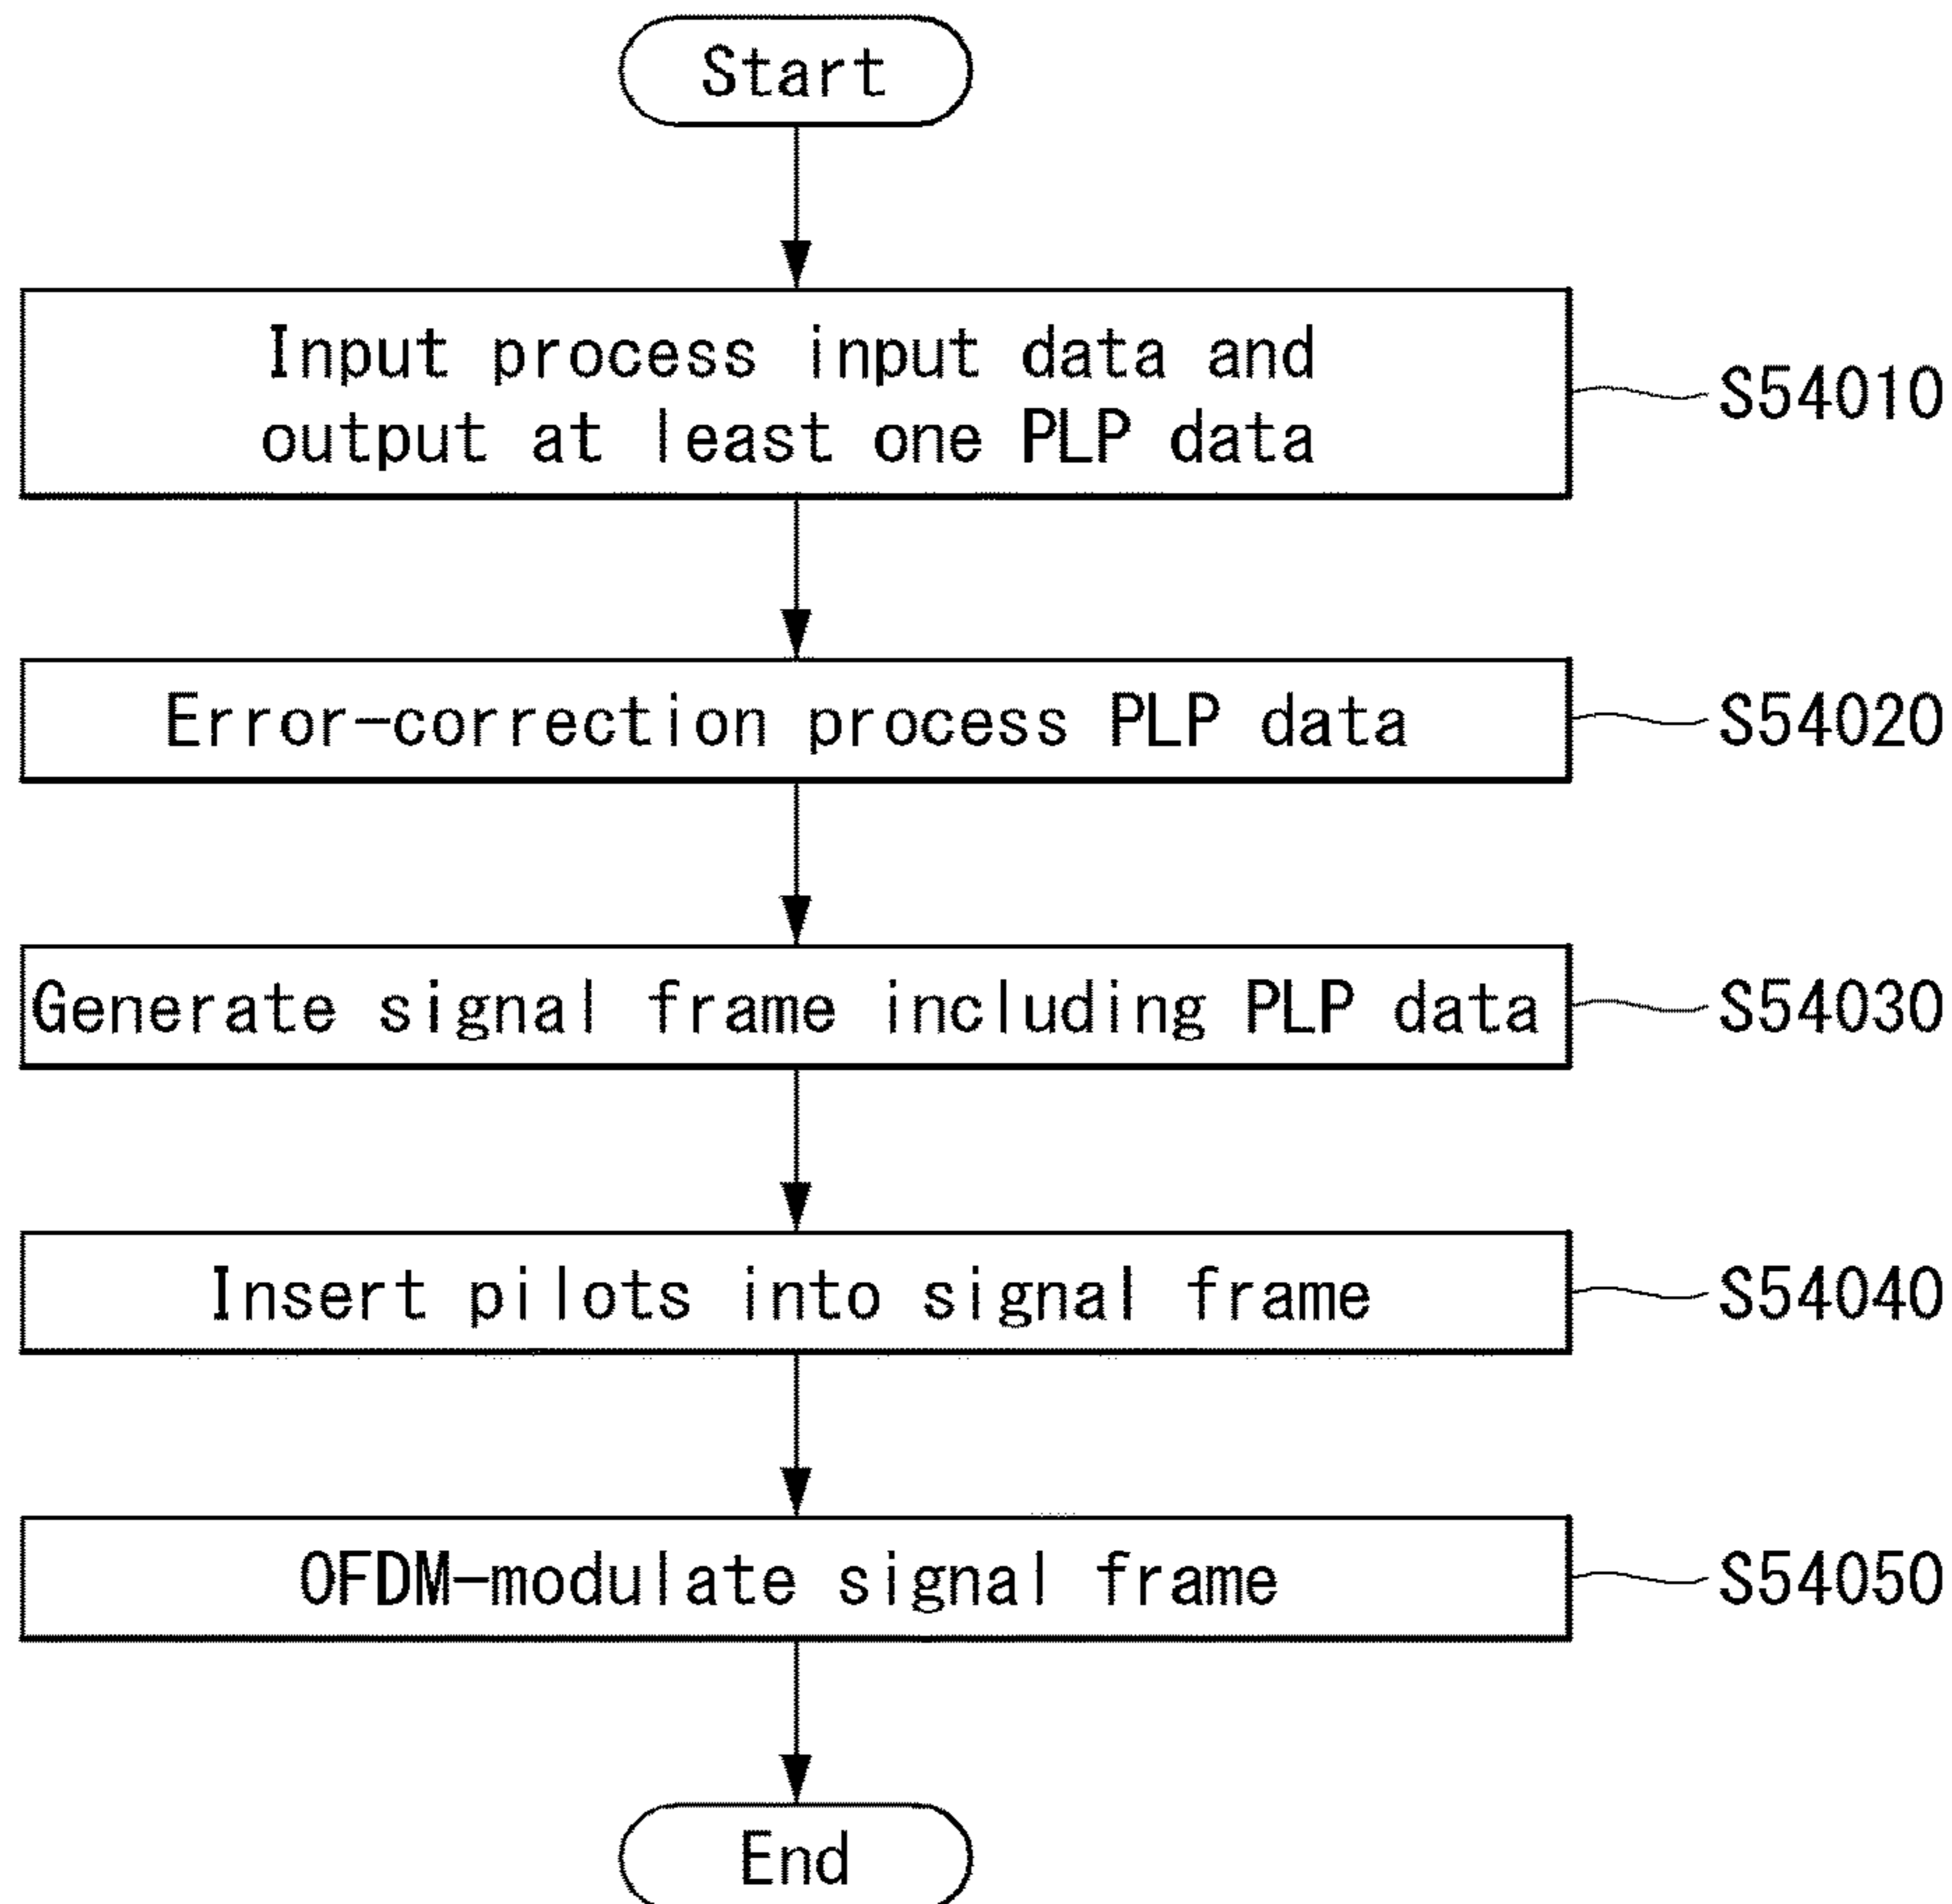 Start
Input process input data and
output at least one PLP data
S54010
Error-correction process PLP data
S54020
Generate signal frame including PLP data
S54030
Insert pilots into signal frame
S54040
OFDM-modulate signal frame
S54050
End